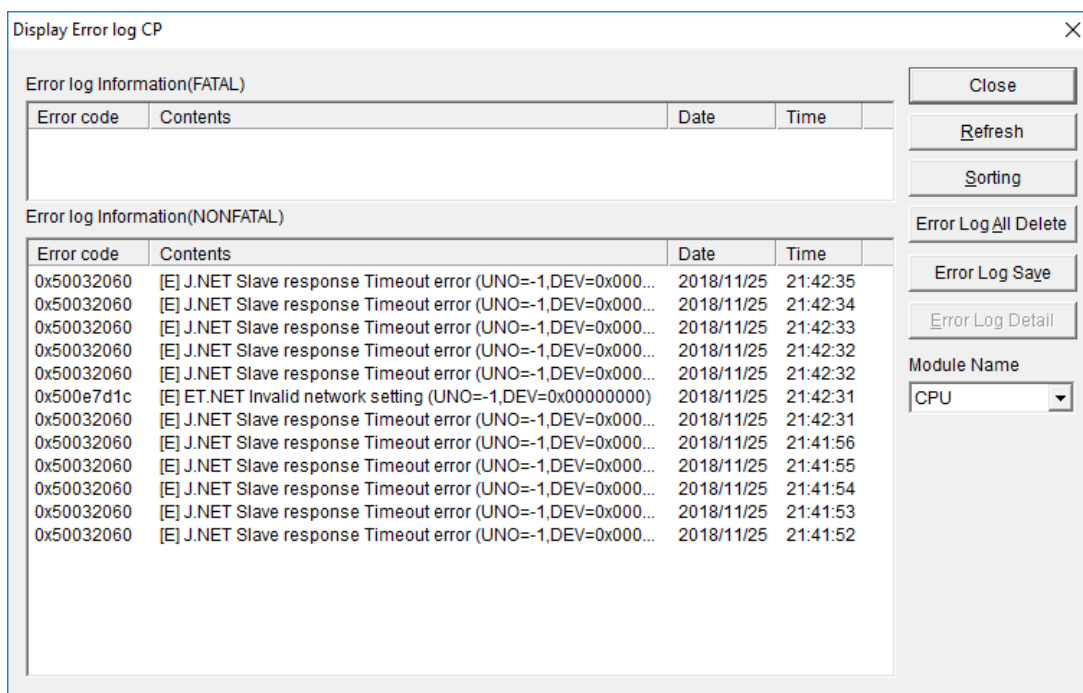 Display Error log CP
Error log Information(FATAL)
Error code Contents Date Time
Error log Information(NONFATAL)
Error code Contents Date Time
0x50032060 [E] J.NET Slave response Timeout error (UNO=-1,DEV=0x000... 2018/11/25 21:42:35
0x50032060 [E] J.NET Slave response Timeout error (UNO=-1,DEV=0x000... 2018/11/25 21:42:34
0x50032060 [E] J.NET Slave response Timeout error (UNO=-1,DEV=0x000... 2018/11/25 21:42:33
0x50032060 [E] J.NET Slave response Timeout error (UNO=-1,DEV=0x000... 2018/11/25 21:42:32
0x50032060 [E] J.NET Slave response Timeout error (UNO=-1,DEV=0x000... 2018/11/25 21:42:32
0x500e7d1c [E] ET.NET Invalid network setting (UNO=-1,DEV=0x00000000) 2018/11/25 21:42:31
0x50032060 [E] J.NET Slave response Timeout error (UNO=-1,DEV=0x000... 2018/11/25 21:42:31
0x50032060 [E] J.NET Slave response Timeout error (UNO=-1,DEV=0x000... 2018/11/25 21:41:56
0x50032060 [E] J.NET Slave response Timeout error (UNO=-1,DEV=0x000... 2018/11/25 21:41:55
0x50032060 [E] J.NET Slave response Timeout error (UNO=-1,DEV=0x000... 2018/11/25 21:41:54
0x50032060 [E] J.NET Slave response Timeout error (UNO=-1,DEV=0x000... 2018/11/25 21:41:53
0x50032060 [E] J.NET Slave response Timeout error (UNO=-1,DEV=0x000... 2018/11/25 21:41:52
Close
Refresh
Sorting
Error Log All Delete
Error Log Save
Error Log Detail
Module Name
CPU